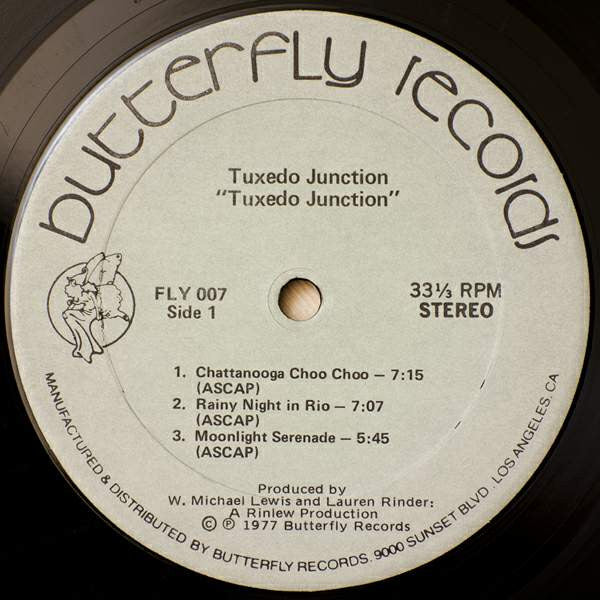 butterfly records
Tuxedo Junction
"Tuxedo Junction"
FLY 007
Side 1
33⅓ RPM
STEREO
1. Chattanooga Choo Choo – 7:15
(ASCAP)
2. Rainy Night in Rio – 7:07
(ASCAP)
3. Moonlight Serenade – 5:45
(ASCAP)
Produced by
W. Michael Lewis and Lauren Rinder:
A Rinlew Production
© ℗ 1977 Butterfly Records
MANUFACTURED & DISTRIBUTED BY BUTTERFLY RECORDS. 9000 SUNSET BLVD. LOS ANGELES, CA